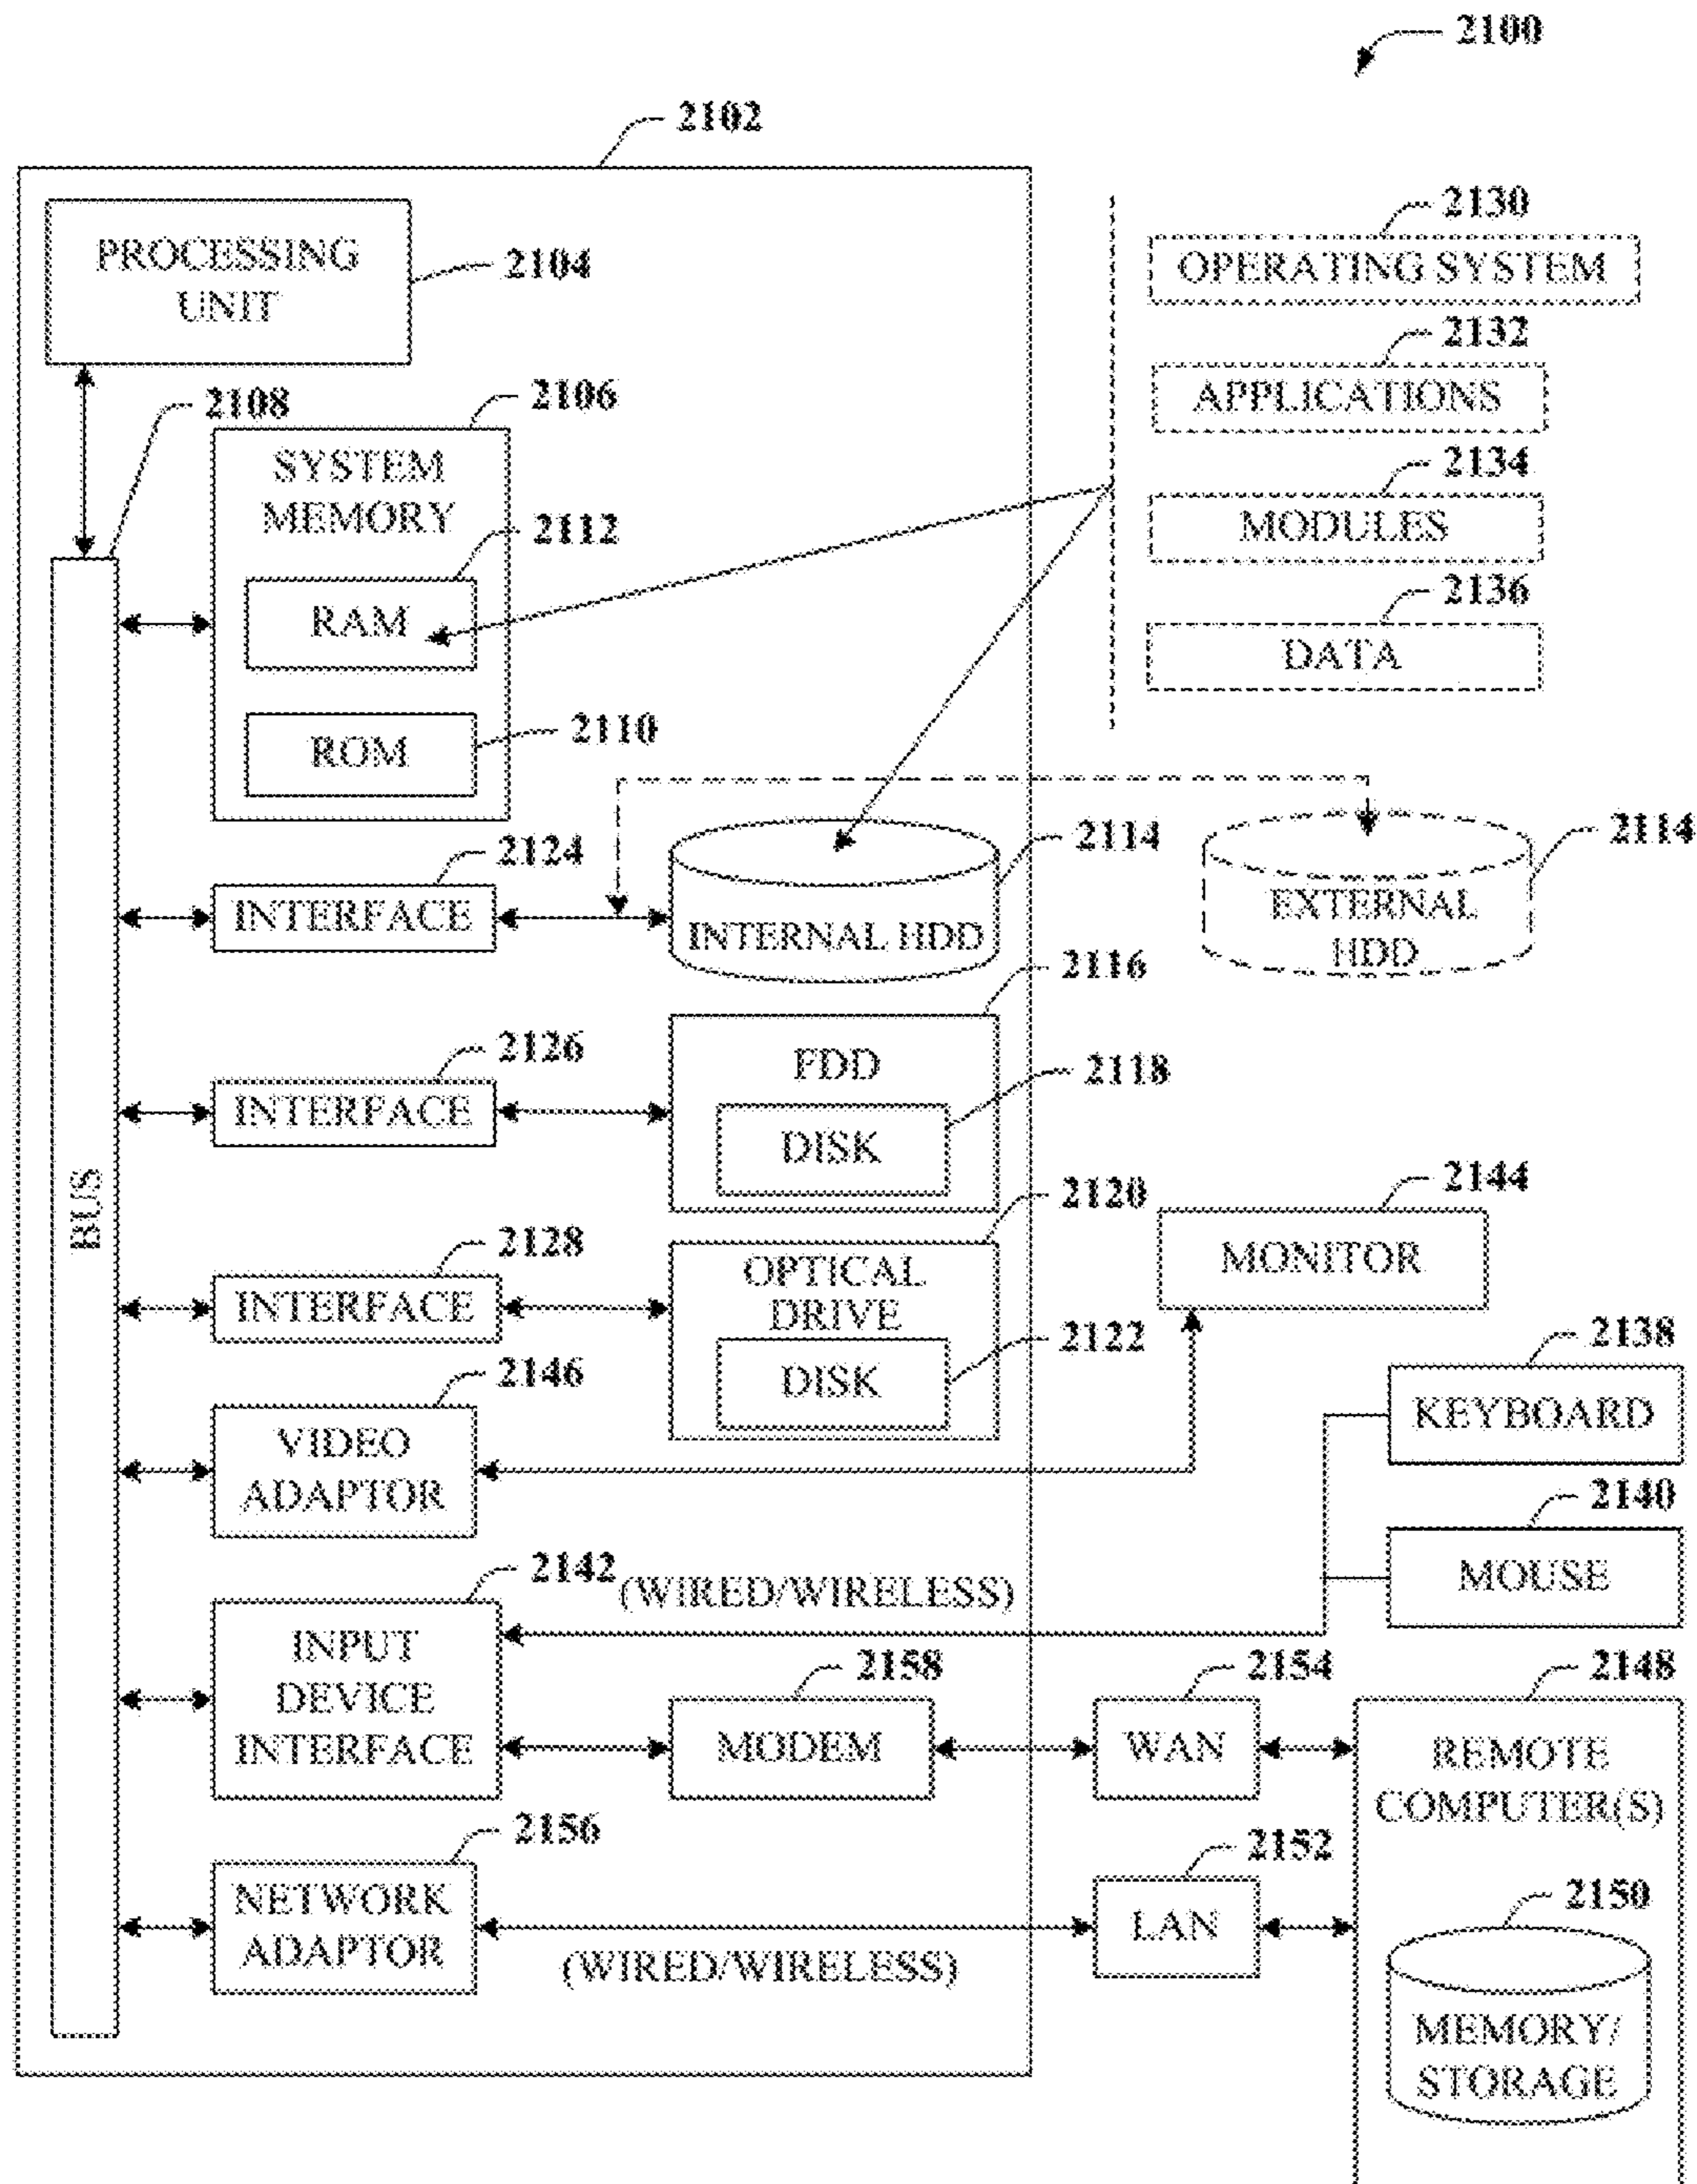 2100
2102
2130
PROCESSING
UNIT
2104
OPERATING SYSTEM
2132
APPLICATIONS
2108
2106
SYSTEM
MEMORY
2134
MODULES
2112
RAM
2136
DATA
2110
ROM
2124
INTERFACE
2114
INTERNAL HDD
2114
EXTERNAL
HDD
2116
FDD
2126
INTERFACE
2118
DISK
BUS
2120
OPTICAL
DRIVE
2144
MONITOR
2128
INTERFACE
2122
DISK
2138
KEYBOARD
2146
VIDEO
ADAPTOR
2140
MOUSE
2142
(WIRED/WIRELESS)
INPUT
DEVICE
INTERFACE
2158
MODEM
2154
WAN
2148
REMOTE
COMPUTER(S)
2156
NETWORK
ADAPTOR
(WIRED/WIRELESS)
2152
LAN
2150
MEMORY/
STORAGE